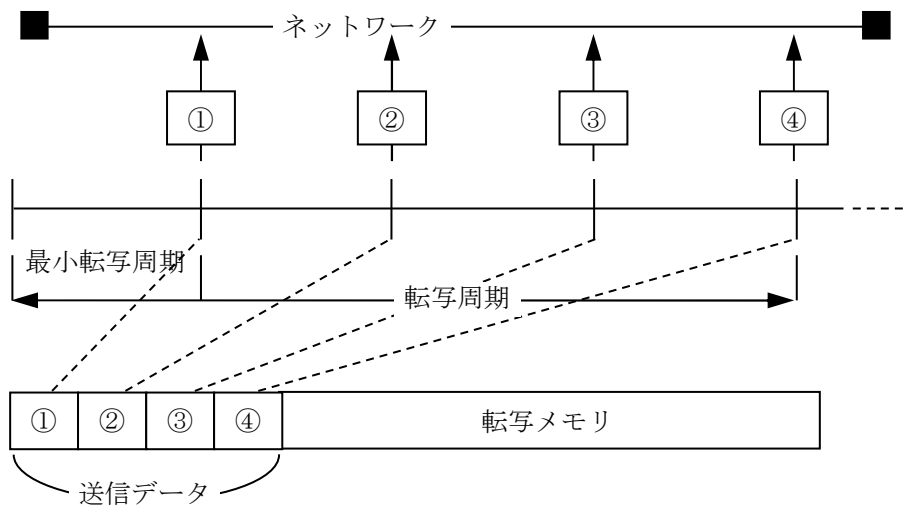 ネットワーク
① ② ③ ④
最小転写周期
転写周期
① ② ③ ④ 転写メモリ
送信データ